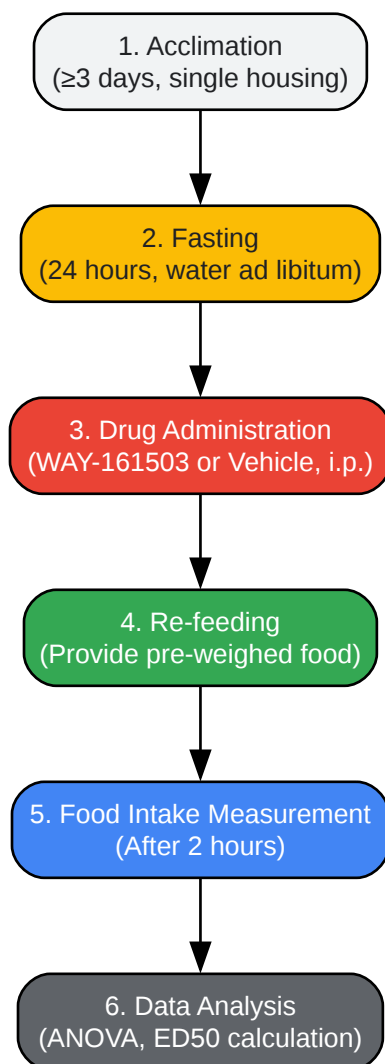 1. Acclimation
(≥3 days, single housing)
2. Fasting
(24 hours, water ad libitum)
3. Drug Administration
(WAY-161503 or Vehicle, i.p.)
4. Re-feeding
(Provide pre-weighed food)
5. Food Intake Measurement
(After 2 hours)
6. Data Analysis
(ANOVA, ED50 calculation)